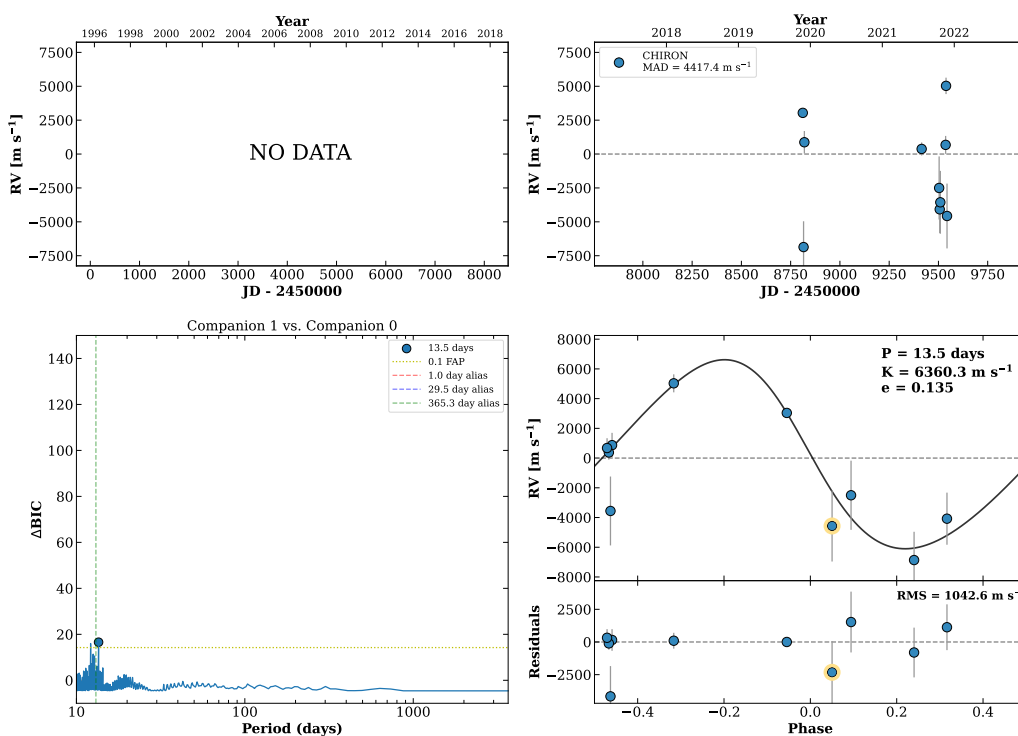 Year
1996 1998 2000 2002 2004 2006 2008 2010 2012 2014 2016 2018
7500
5000
2500
0
−2500
−5000
−7500
RV [m s⁻¹]
NO DATA
0 1000 2000 3000 4000 5000 6000 7000 8000
JD - 2450000
Year
2018 2019 2020 2021 2022
CHIRON
MAD = 4417.4 m s⁻¹
7500
5000
2500
0
−2500
−5000
−7500
RV [m s⁻¹]
8000 8250 8500 8750 9000 9250 9500 9750
JD - 2450000
Companion 1 vs. Companion 0
13.5 days
0.1 FAP
1.0 day alias
29.5 day alias
365.3 day alias
140
120
100
80
60
40
20
0
ΔBIC
10 100 1000
Period (days)
P = 13.5 days
K = 6360.3 m s⁻¹
e = 0.135
8000
6000
4000
2000
0
−2000
−4000
−6000
−8000
RV [m s⁻¹]
RMS = 1042.6 m s⁻
2500
0
−2500
Residuals
−0.4 −0.2 0.0 0.2 0.4
Phase